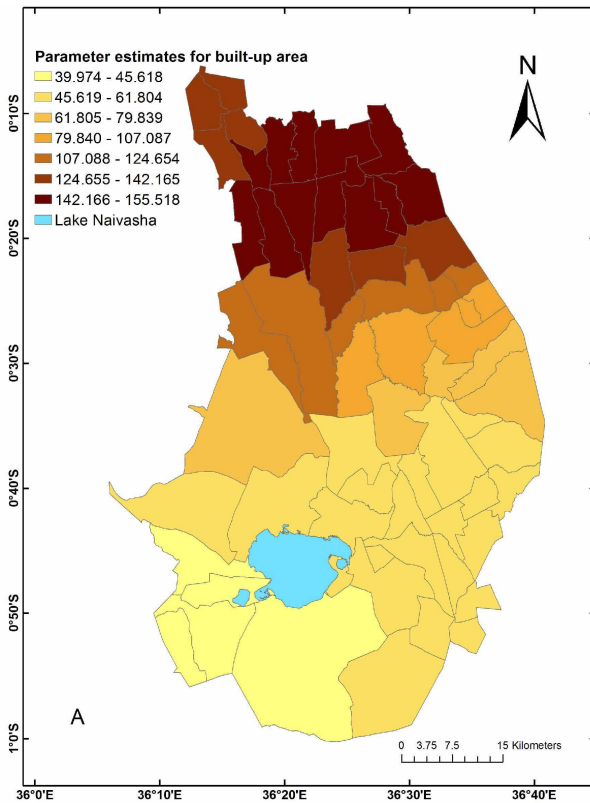 Parameter estimates for built-up area
39.974 - 45.618
45.619 - 61.804
61.805 - 79.839
79.840 - 107.087
107.088 - 124.654
124.655 - 142.165
142.166 - 155.518
Lake Naivasha
N
0°10'S
0°20'S
0°30'S
0°40'S
0°50'S
1°0'S
A
0 3.75 7.5 15 Kilometers
36°0'E 36°10'E 36°20'E 36°30'E 36°40'E